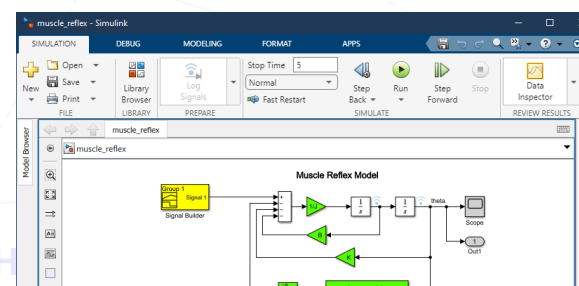 muscle_reflex - Simulink
SIMULATION DEBUG MODELING FORMAT APPS
New
Open
Save
Print
FILE
Library
Browser
LIBRARY
Log
Signals
PREPARE
Stop Time 5
Normal
Fast Restart
Step
Back
Run
Step
Forward
Stop
SIMULATE
Data
Inspector
REVIEW RESULTS
muscle_reflex
Model Browser
muscle_reflex
Muscle Reflex Model
Group 1
Signal 1
Signal Builder
1/J
1
s
1
s
theta
Scope
B
1
Out1
K